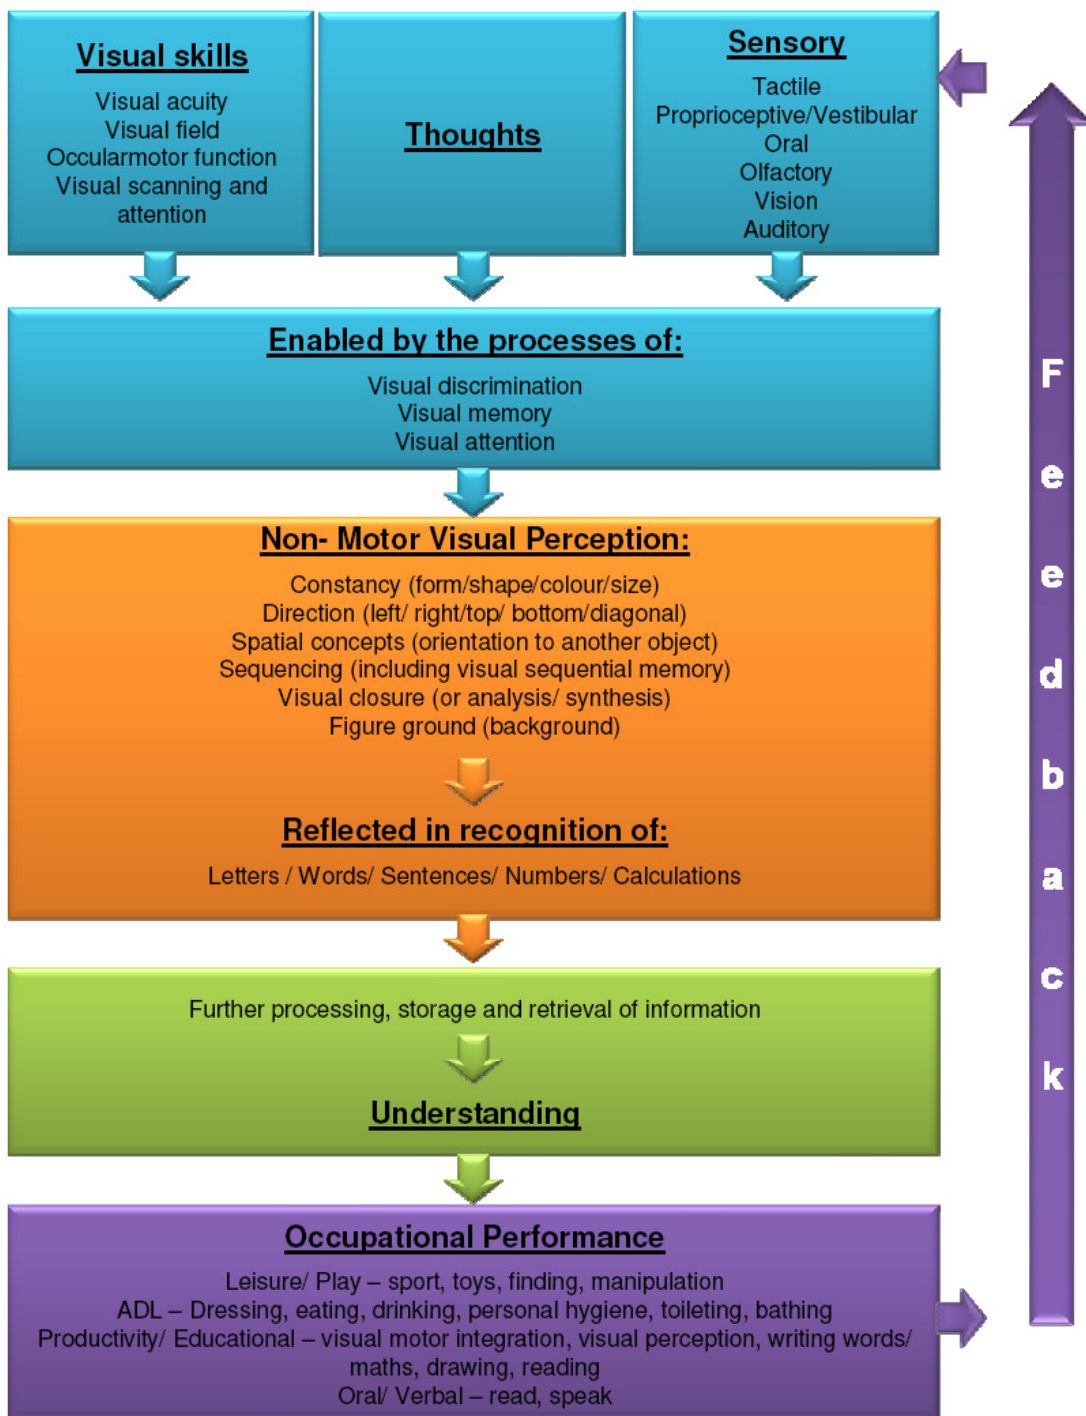 Visual skills
Visual acuity
Visual field
Occularmotor function
Visual scanning and
attention
Thoughts
Sensory
Tactile
Proprioceptive/Vestibular
Oral
Olfactory
Vision
Auditory
Enabled by the processes of:
Visual discrimination
Visual memory
Visual attention
Non- Motor Visual Perception:
Constancy (form/shape/colour/size)
Direction (left/ right/top/ bottom/diagonal)
Spatial concepts (orientation to another object)
Sequencing (including visual sequential memory)
Visual closure (or analysis/ synthesis)
Figure ground (background)
Reflected in recognition of:
Letters / Words/ Sentences/ Numbers/ Calculations
Further processing, storage and retrieval of information
Understanding
Occupational Performance
Leisure/ Play – sport, toys, finding, manipulation
ADL – Dressing, eating, drinking, personal hygiene, toileting, bathing
Productivity/ Educational – visual motor integration, visual perception, writing words/
maths, drawing, reading
Oral/ Verbal – read, speak
Feedback